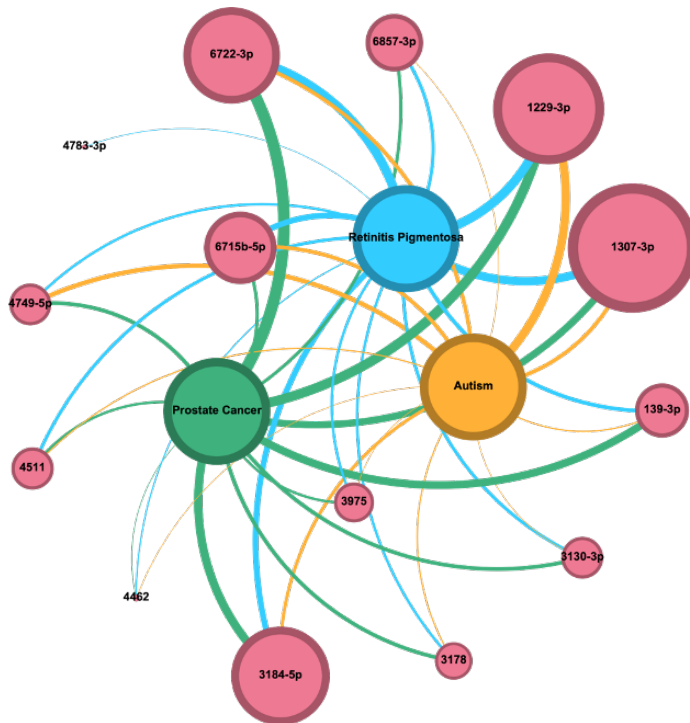 6857-3p
6722-3p
1229-3p
4783-3p
Retinitis Pigmentosa
6715b-5p
1307-3p
4749-5p
Autism
Prostate Cancer
139-3p
4511
3975
3130-3p
4462
3178
3184-5p